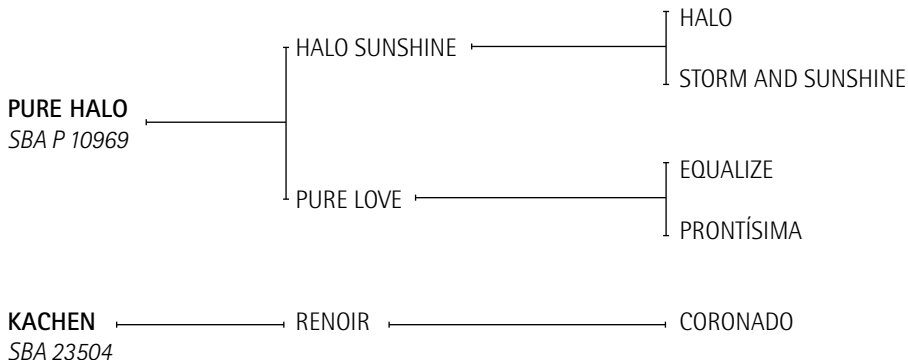 HALO
HALO SUNSHINE
STORM AND SUNSHINE
PURE HALO
SBA P 10969
EQUALIZE
PURE LOVE
PRONTÍSIMA
KACHEN RENOIR CORONADO
SBA 23504